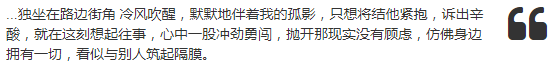 ...独坐在路边街角 冷风吹醒，默默地伴着我的孤影，只想将结他紧抱，诉出辛
酸，就在这刻想起往事，心中一股冲劲勇闯，抛开那现实没有顾虑，仿佛身边
拥有一切，看似与别人筑起隔膜。